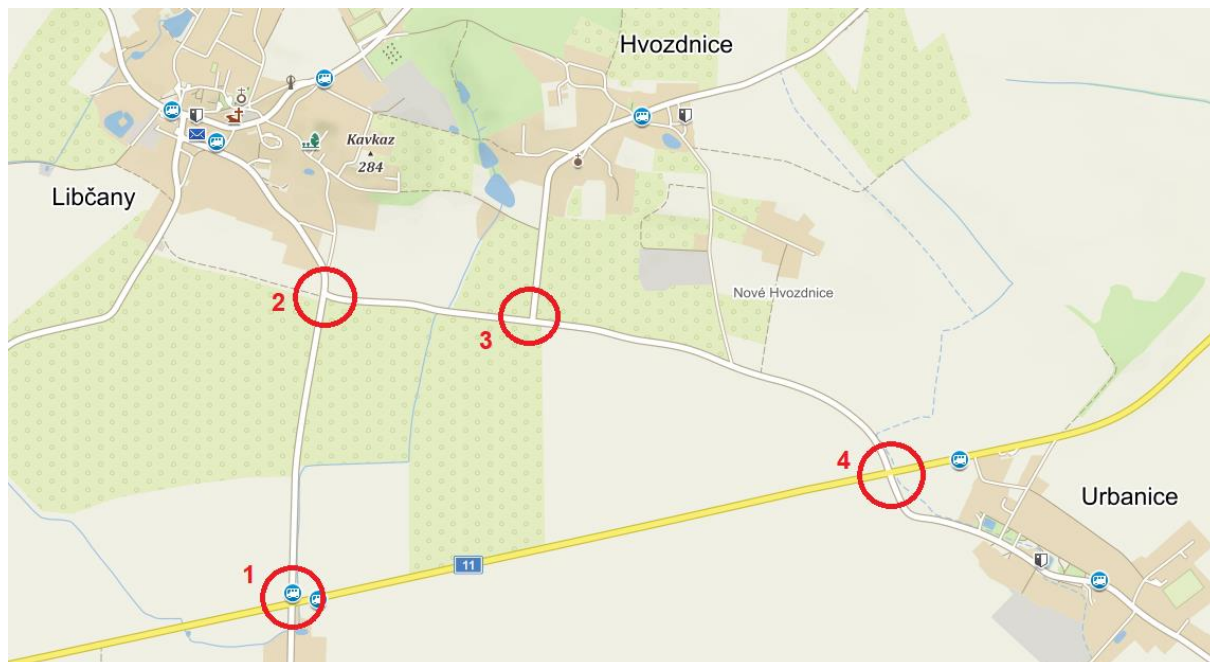 Hvozdnice
Kavkaz
284
Libčany
2
3
Nové Hvozdnice
4
Urbanice
11
1